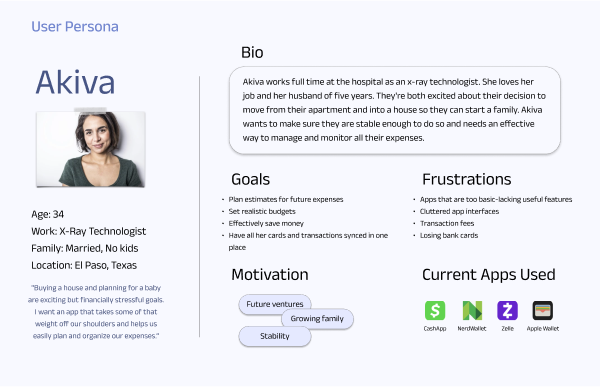 User Persona
Akiva
Age: 34
Work: X-Ray Technologist
Family: Married, No kids
Location: El Paso, Texas
"Buying a house and planning for a baby
are exciting but financially stressful goals.
I want an app that takes some of that
weight off our shoulders and helps us
easily plan and organize our expenses."
Bio
Akiva works full time at the hospital as an x-ray technologist. She loves her
job and her husband of five years. They're both excited about their decision to
move from their apartment and into a house so they can start a family. Akiva
wants to make sure they are stable enough to do so and needs an effective
way to manage and monitor all their expenses.
Goals
• Plan estimates for future expenses
• Set realistic budgets
• Effectively save money
• Have all her cards and transactions synced in one
place
Frustrations
• Apps that are too basic-lacking useful features
• Cluttered app interfaces
• Transaction fees
• Losing bank cards
Motivation
Future ventures
Growing family
Stability
Current Apps Used
CashApp
NerdWallet
Zelle
Apple Wallet